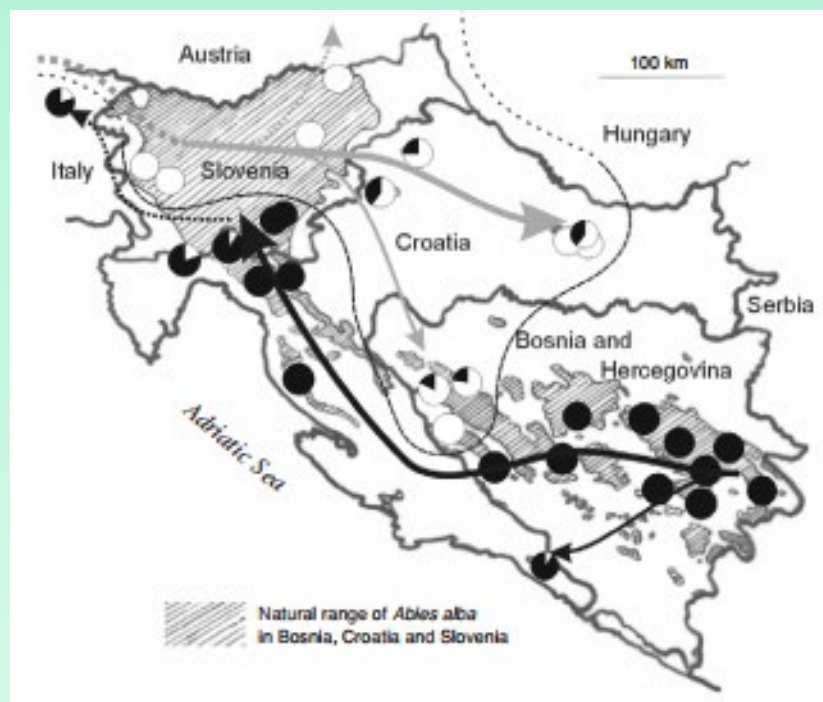 Austria
100 km
Hungary
Italy
Slovenia
Croatia
Serbia
Bosnia and
Hercegovina
Adriatic Sea
Natural range of Abies alba
in Bosnia, Croatia and Slovenia